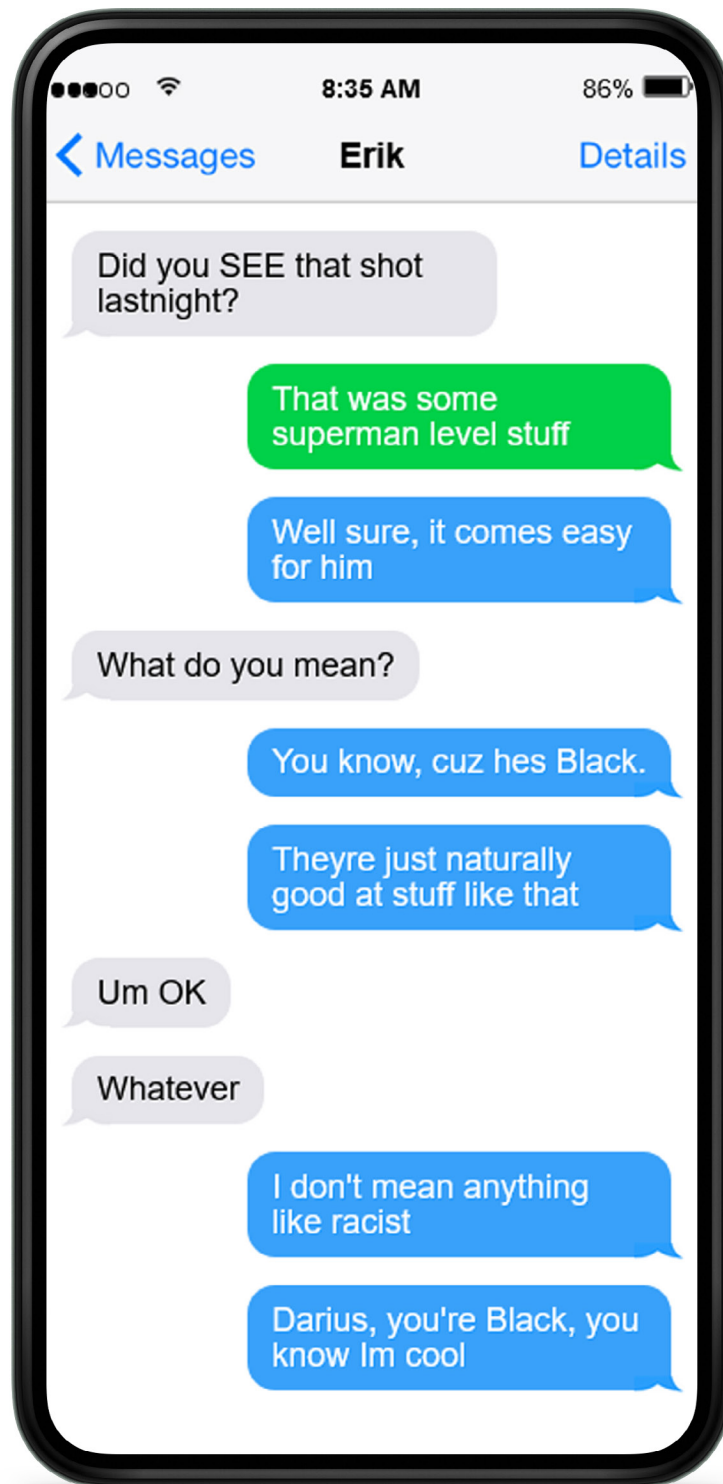 8:35 AM 86%
Messages Erik Details
Did you SEE that shot
lastnight?
That was some
superman level stuff
Well sure, it comes easy
for him
What do you mean?
You know, cuz hes Black.
Theyre just naturally
good at stuff like that
Um OK
Whatever
I don't mean anything
like racist
Darius, you're Black, you
know Im cool